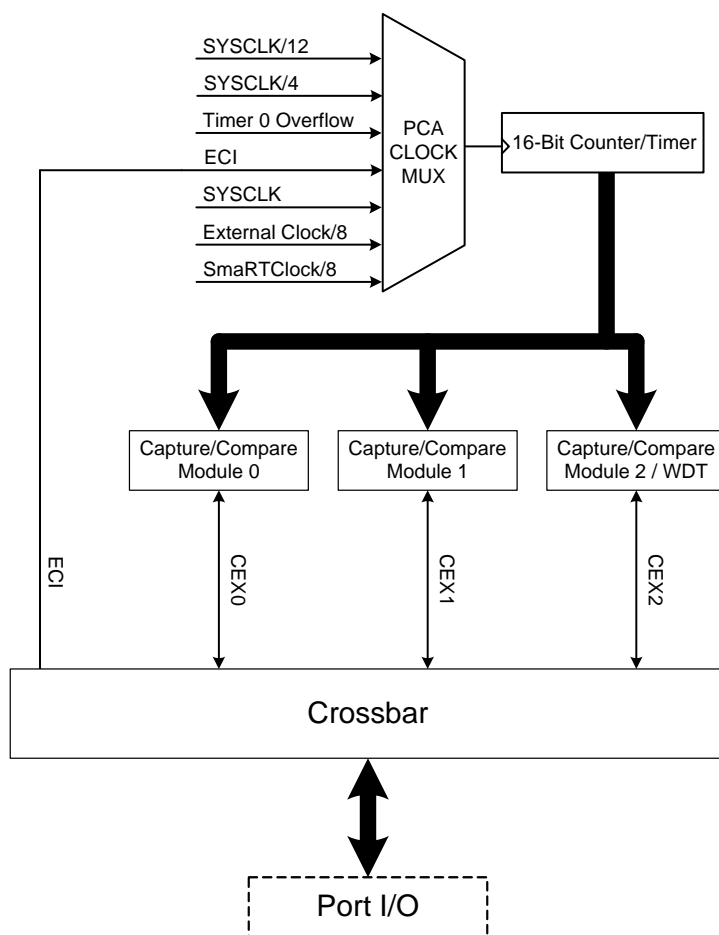 SYSCLK/12
SYSCLK/4
Timer 0 Overflow
ECI
SYSCLK
External Clock/8
SmaRTClock/8
PCA
CLOCK
MUX
16-Bit Counter/Timer
Capture/Compare
Module 0
Capture/Compare
Module 1
Capture/Compare
Module 2 / WDT
ECI
CEX0
CEX1
CEX2
Crossbar
Port I/O